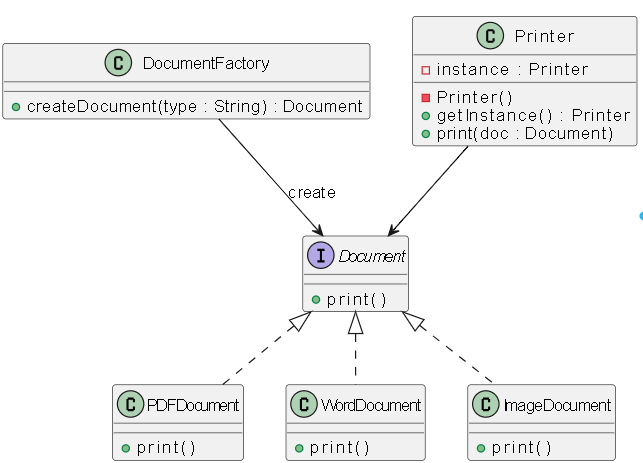 C DocumentFactory
createDocument(type : String) : Document
C Printer
instance : Printer
Printer()
getInstance() : Printer
print(doc : Document)
create
I Document
print()
C PDFDocument
print()
C WordDocument
print()
C ImageDocument
print()